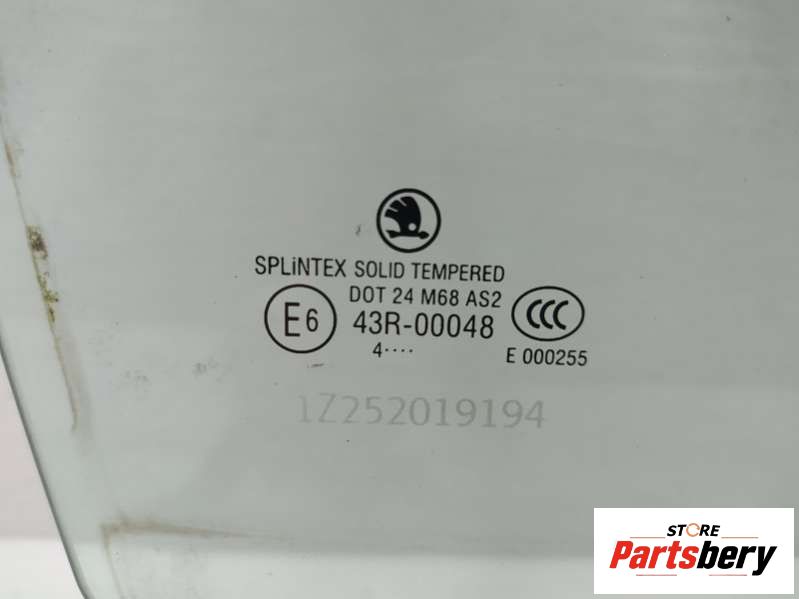 SPLiNTEX SOLID TEMPERED
DOT 24 M68 AS2
E6 43R-00048 CCC
4···· E 000255
1Z252019194
STORE
Partsbery